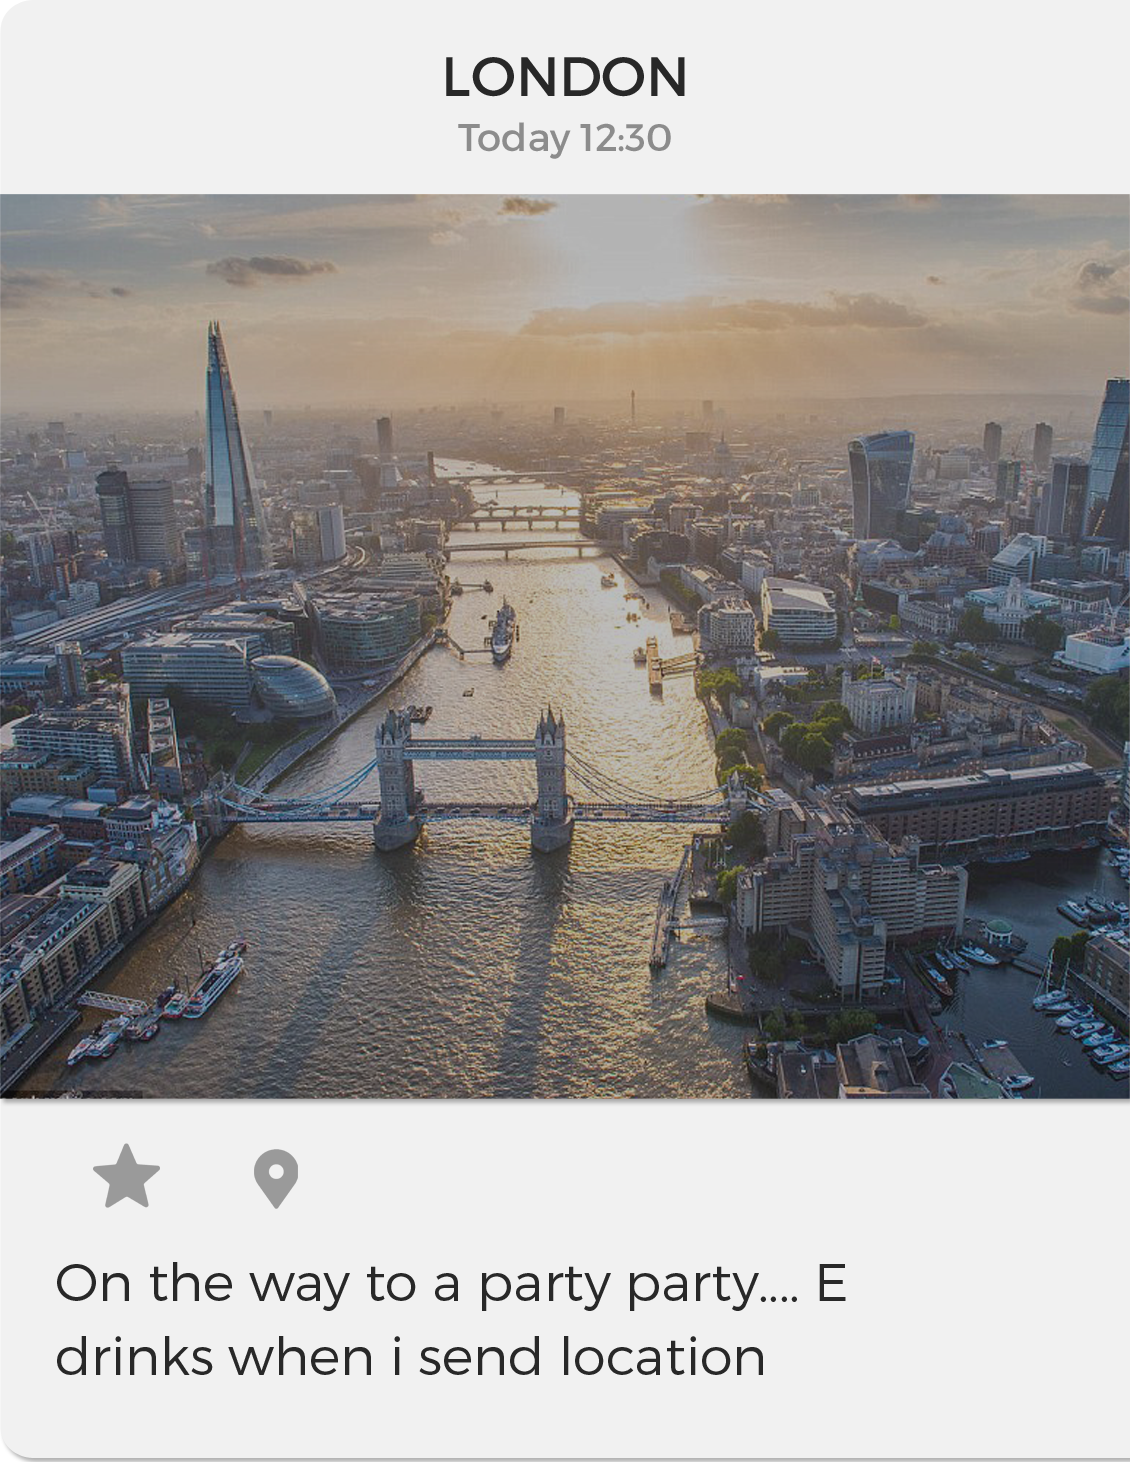 LONDON
Today 12:30
On the way to a party party.... E
drinks when i send location